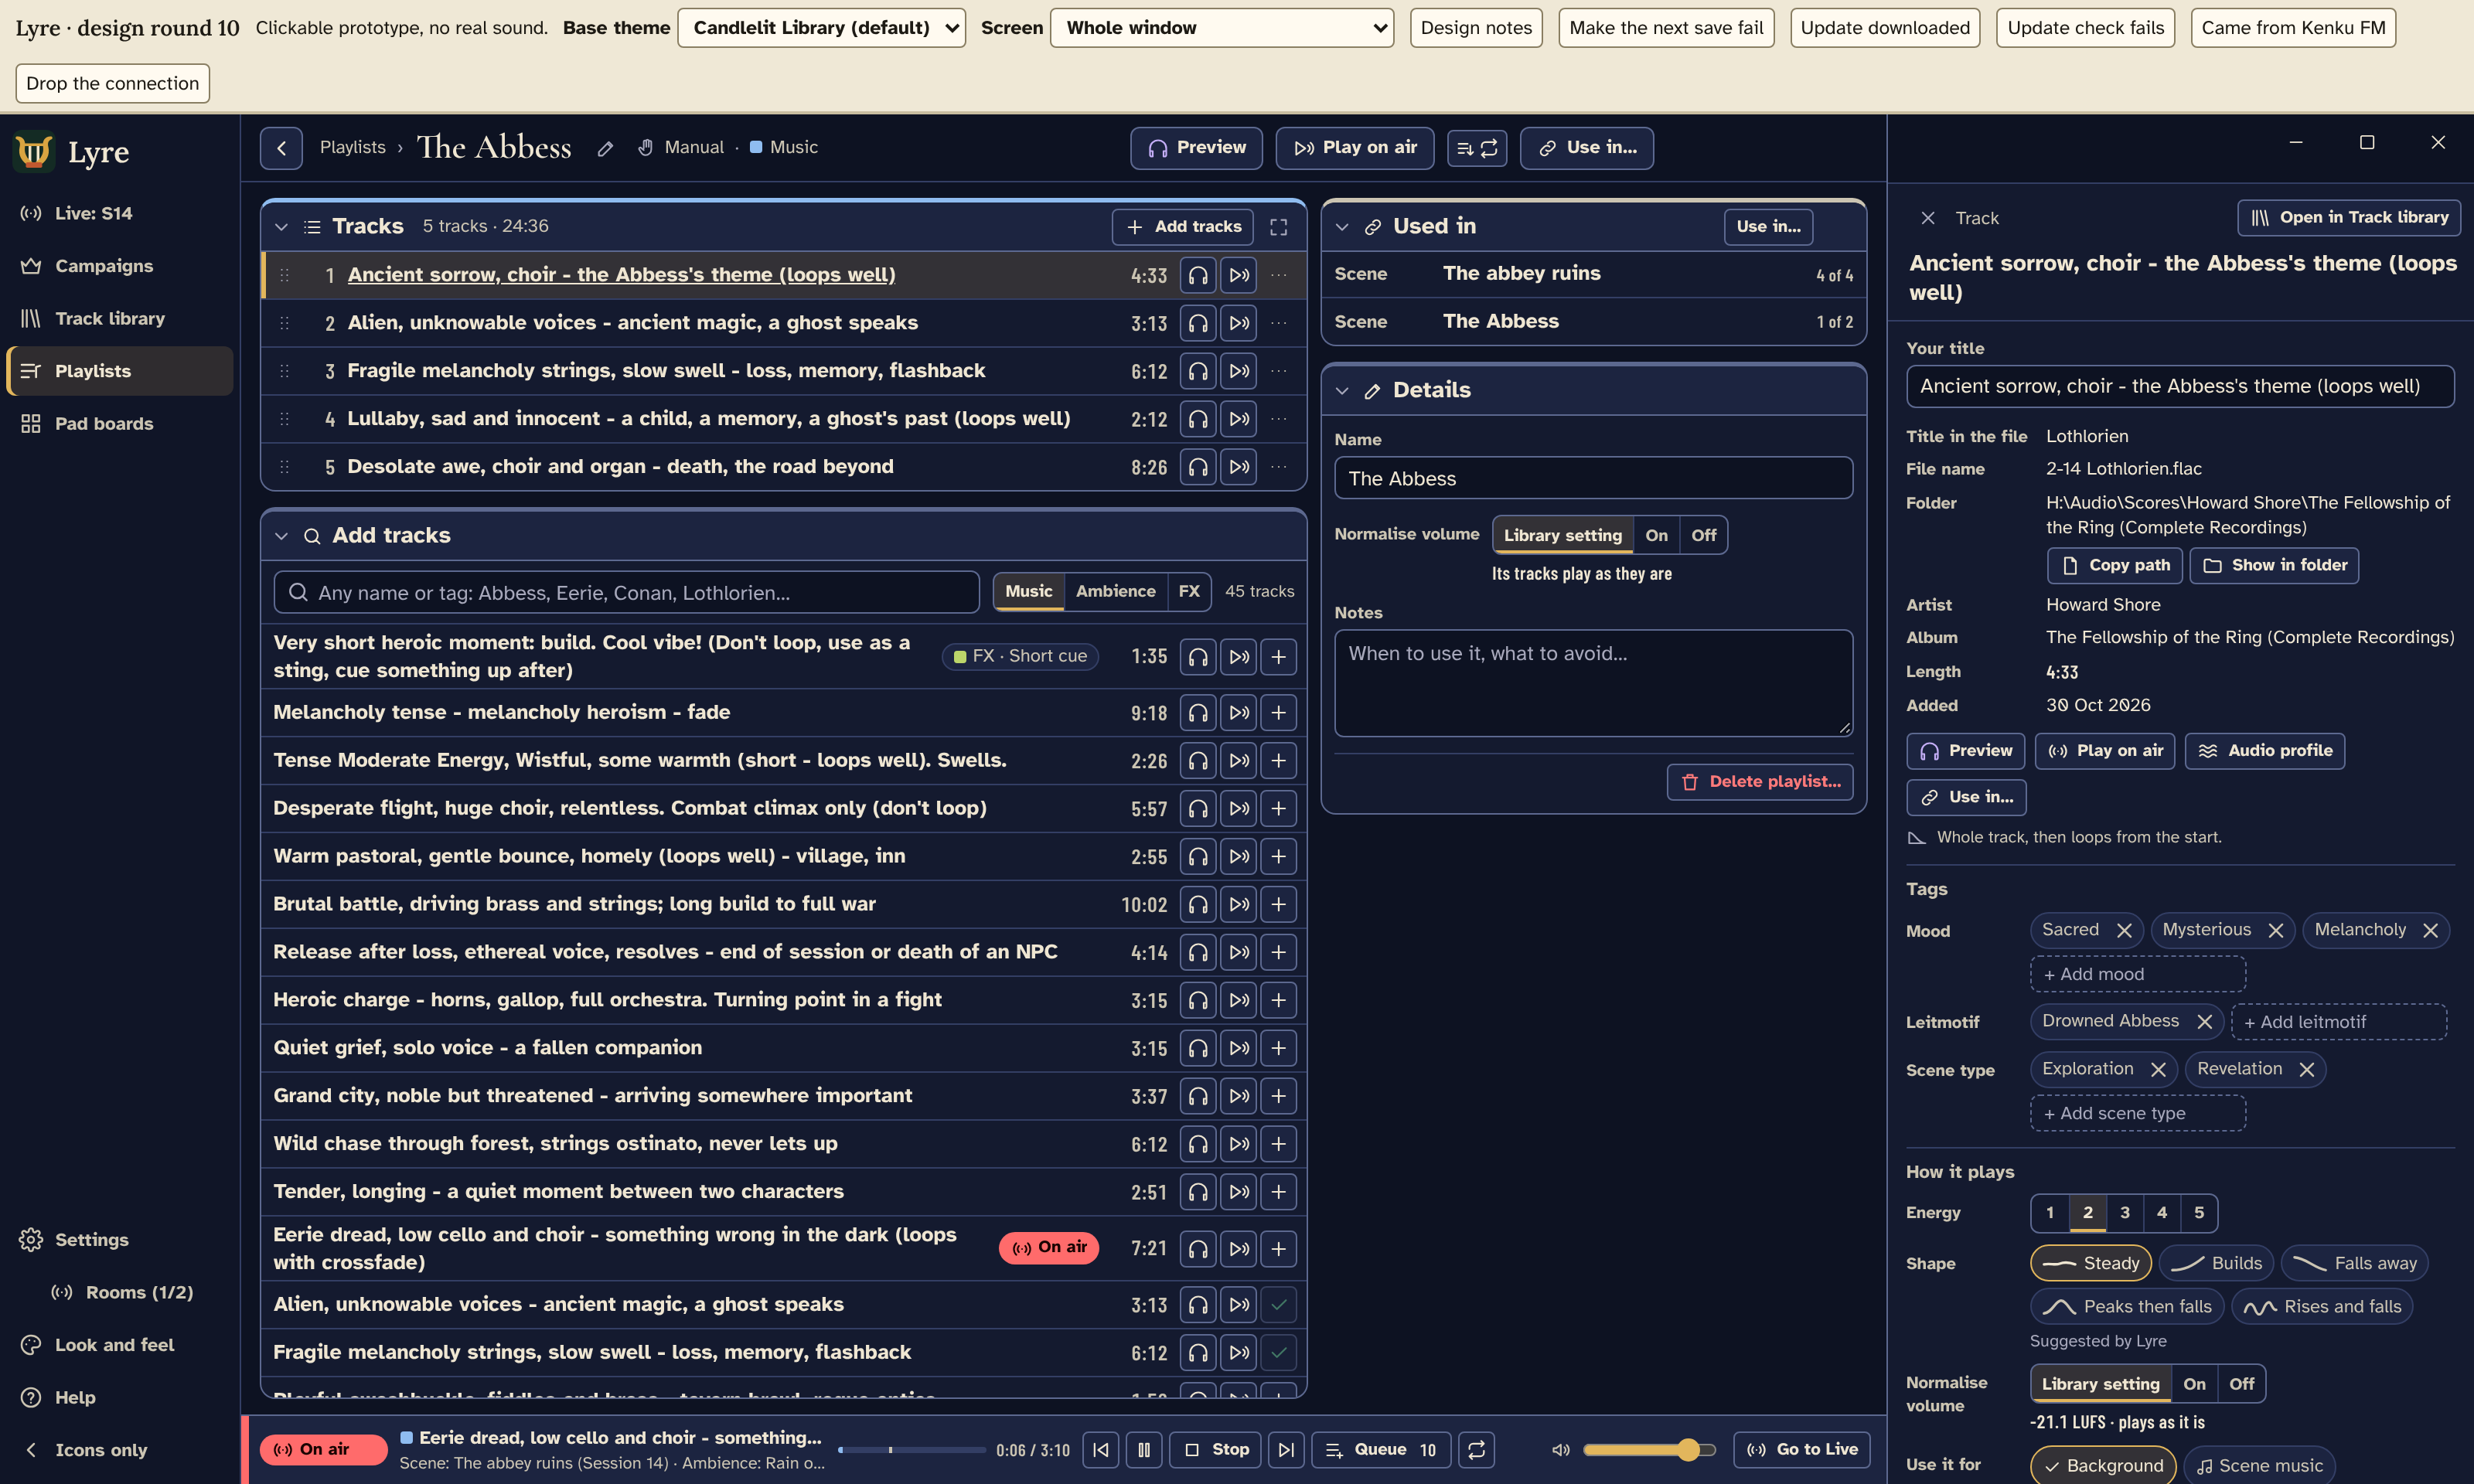 Lyre · design round 10 Clickable prototype, no real sound. Base theme Candlelit Library (default) Screen Whole window Design notes Make the next save fail Update downloaded Update check fails Came from Kenku FM
Drop the connection
Lyre
Live: S14
Campaigns
Track library
Playlists
Pad boards
Settings
Rooms (1/2)
Look and feel
Help
Icons only
Playlists › The Abbess Manual · Music Preview Play on air Use in...
Tracks 5 tracks · 24:36 Add tracks
1 Ancient sorrow, choir - the Abbess's theme (loops well) 4:33
2 Alien, unknowable voices - ancient magic, a ghost speaks 3:13
3 Fragile melancholy strings, slow swell - loss, memory, flashback 6:12
4 Lullaby, sad and innocent - a child, a memory, a ghost's past (loops well) 2:12
5 Desolate awe, choir and organ - death, the road beyond 8:26
Add tracks
Any name or tag: Abbess, Eerie, Conan, Lothlorien... Music Ambience FX 45 tracks
Very short heroic moment: build. Cool vibe! (Don't loop, use as a
sting, cue something up after) FX · Short cue 1:35
Melancholy tense - melancholy heroism - fade 9:18
Tense Moderate Energy, Wistful, some warmth (short - loops well). Swells. 2:26
Desperate flight, huge choir, relentless. Combat climax only (don't loop) 5:57
Warm pastoral, gentle bounce, homely (loops well) - village, inn 2:55
Brutal battle, driving brass and strings; long build to full war 10:02
Release after loss, ethereal voice, resolves - end of session or death of an NPC 4:14
Heroic charge - horns, gallop, full orchestra. Turning point in a fight 3:15
Quiet grief, solo voice - a fallen companion 3:15
Grand city, noble but threatened - arriving somewhere important 3:37
Wild chase through forest, strings ostinato, never lets up 6:12
Tender, longing - a quiet moment between two characters 2:51
Eerie dread, low cello and choir - something wrong in the dark (loops
with crossfade) On air 7:21
Alien, unknowable voices - ancient magic, a ghost speaks 3:13
Fragile melancholy strings, slow swell - loss, memory, flashback 6:12
Used in Use in...
Scene The abbey ruins 4 of 4
Scene The Abbess 1 of 2
Details
Name
The Abbess
Normalise volume Library setting On Off
Its tracks play as they are
Notes
When to use it, what to avoid...
Delete playlist...
Track Open in Track library
Ancient sorrow, choir - the Abbess's theme (loops
well)
Your title
Ancient sorrow, choir - the Abbess's theme (loops well)
Title in the file Lothlorien
File name 2-14 Lothlorien.flac
Folder H:\Audio\Scores\Howard Shore\The Fellowship of
the Ring (Complete Recordings)
Copy path Show in folder
Artist Howard Shore
Album The Fellowship of the Ring (Complete Recordings)
Length 4:33
Added 30 Oct 2026
Preview Play on air Audio profile
Use in...
Whole track, then loops from the start.
Tags
Mood Sacred Mysterious Melancholy
+ Add mood
Leitmotif Drowned Abbess + Add leitmotif
Scene type Exploration Revelation
+ Add scene type
How it plays
Energy 1 2 3 4 5
Shape Steady Builds Falls away
Peaks then falls Rises and falls
Suggested by Lyre
Normalise volume Library setting On Off
-21.1 LUFS · plays as it is
Use it for Background Scene music
On air Eerie dread, low cello and choir - something... 0:06 / 3:10 Stop Queue 10 Go to Live
Scene: The abbey ruins (Session 14) · Ambience: Rain o...